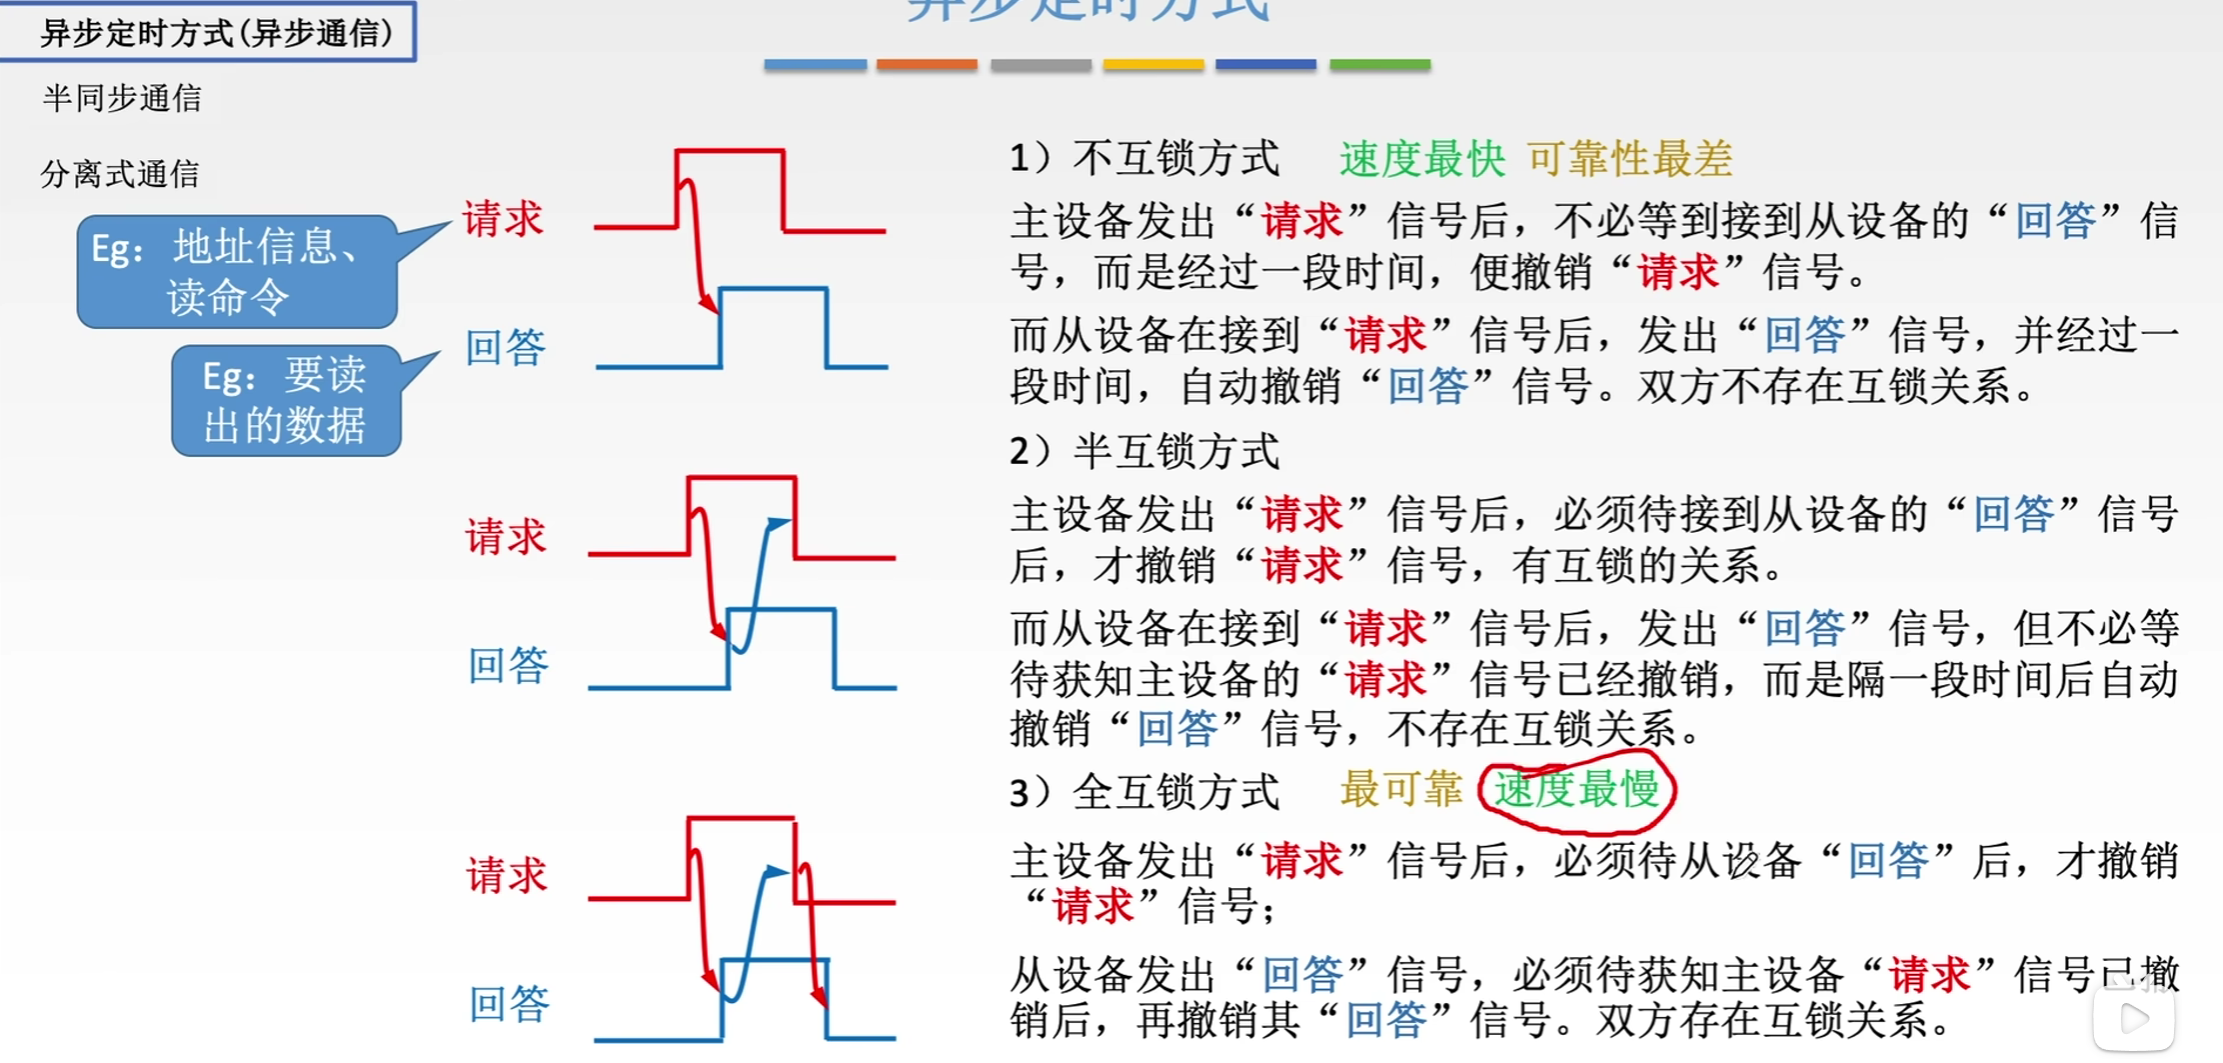 异步定时方式
异步定时方式(异步通信)
半同步通信
分离式通信
Eg：地址信息、
读命令
Eg：要读
出的数据
请求
回答
请求
回答
请求
回答
1）不互锁方式 速度最快 可靠性最差
主设备发出“请求”信号后，不必等到接到从设备的“回答”信
号，而是经过一段时间，便撤销“请求”信号。
而从设备在接到“请求”信号后，发出“回答”信号，并经过一
段时间，自动撤销“回答”信号。双方不存在互锁关系。
2）半互锁方式
主设备发出“请求”信号后，必须待接到从设备的“回答”信号
后，才撤销“请求”信号，有互锁的关系。
而从设备在接到“请求”信号后，发出“回答”信号，但不必等
待获知主设备的“请求”信号已经撤销，而是隔一段时间后自动
撤销“回答”信号，不存在互锁关系。
3）全互锁方式 最可靠 速度最慢
主设备发出“请求”信号后，必须待从设备“回答”后，才撤销
“请求”信号；
从设备发出“回答”信号，必须待获知主设备“请求”信号已撤
销后，再撤销其“回答”信号。双方存在互锁关系。